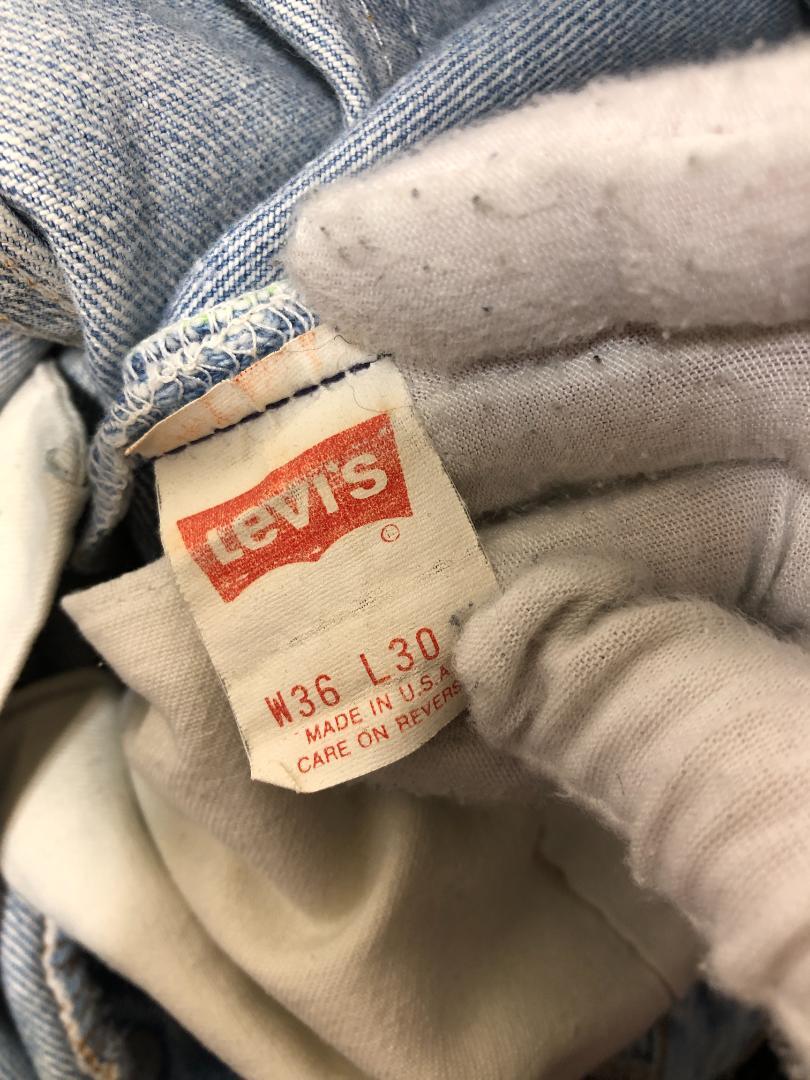 Levi's ®
W36 L30
MADE IN U.S.A.
CARE ON REVERS